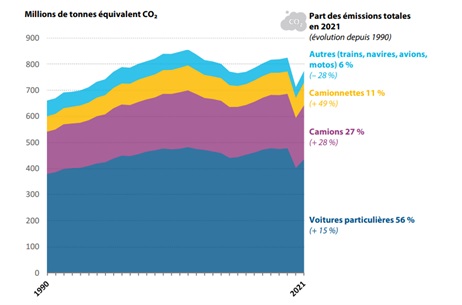 Millions de tonnes équivalent CO₂
CO₂
Part des émissions totales
en 2021
(évolution depuis 1990)
900
800
700
600
500
400
300
200
100
0
1990
2021
Autres (trains, navires, avions,
motos) 6 %
(– 28 %)
Camionnettes 11 %
(+ 49 %)
Camions 27 %
(+ 28 %)
Voitures particulières 56 %
(+ 15 %)